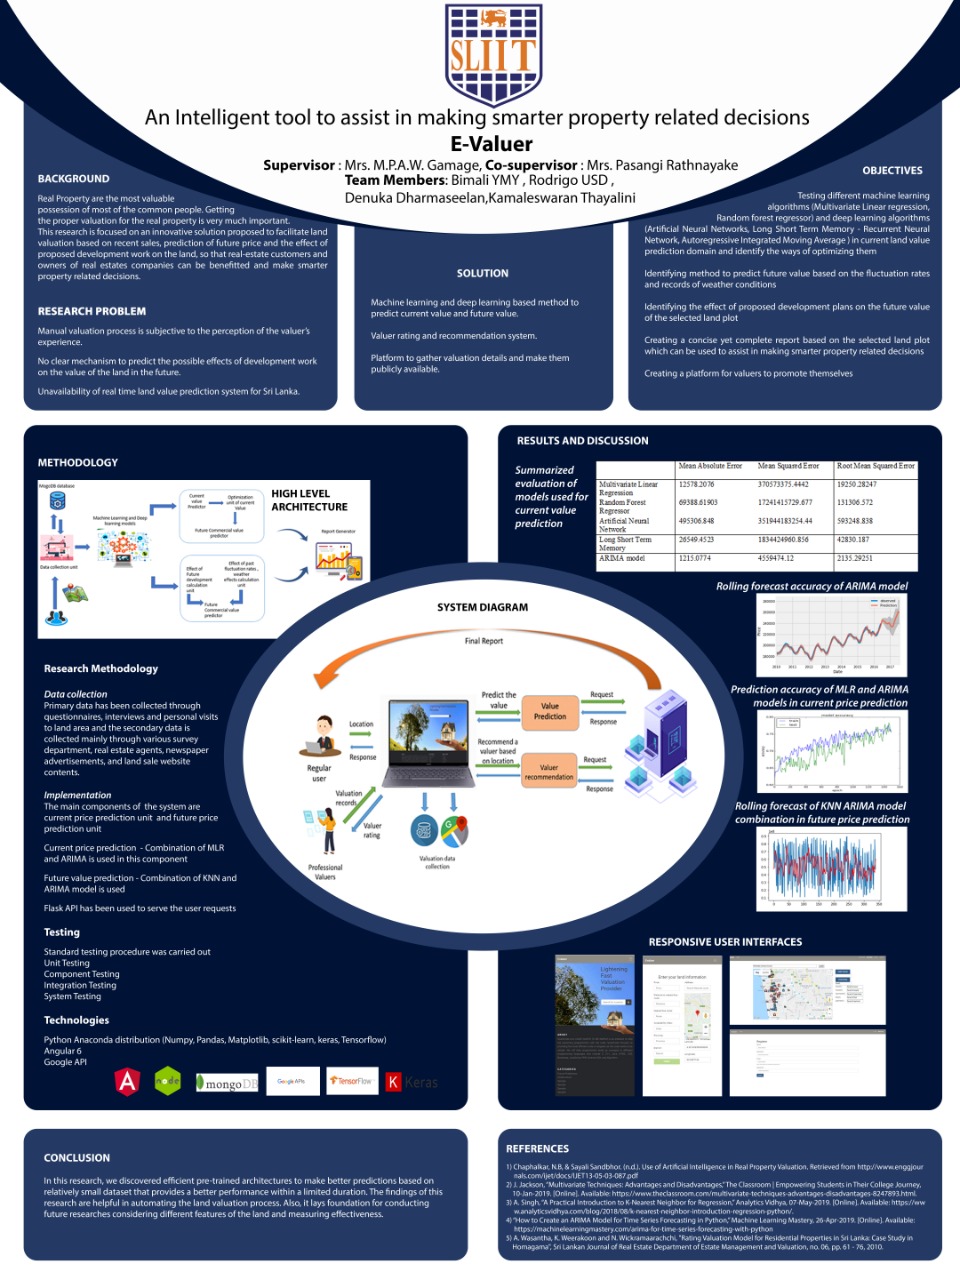 SLIIT
An Intelligent tool to assist in making smarter property related decisions
E-Valuer
Supervisor : Mrs. M.P.A.W. Gamage, Co-supervisor : Mrs. Pasangi Rathnayake
Team Members: Bimali YMY , Rodrigo USD ,
Denuka Dharmaseelan,Kamaleswaran Thayalini
BACKGROUND
Real Property are the most valuable
possession of most of the common people. Getting
the proper valuation for the real property is very much important.
This research is focused on an innovative solution proposed to facilitate land
valuation based on recent sales, prediction of future price and the effect of
proposed development work on the land, so that real-estate customers and
owners of real estates companies can be benefitted and make smarter
property related decisions.
RESEARCH PROBLEM
Manual valuation process is subjective to the perception of the valuer's
experience.
No clear mechanism to predict the possible effects of development work
on the value of the land in the future.
Unavailability of real time land value prediction system for Sri Lanka.
SOLUTION
Machine learning and deep learning based method to
predict current value and future value.
Valuer rating and recommendation system.
Platform to gather valuation details and make them
publicly available.
OBJECTIVES
Testing different machine learning
algorithms (Multivariate Linear regression,
Random forest regressor) and deep learning algorithms
(Artificial Neural Networks, Long Short Term Memory - Recurrent Neural
Network, Autoregressive Integrated Moving Average ) in current land value
prediction domain and identify the ways of optimizing them
Identifying method to predict future value based on the fluctuation rates
and records of weather conditions
Identifying the effect of proposed development plans on the future value
of the selected land plot
Creating a concise yet complete report based on the selected land plot
which can be used to assist in making smarter property related decisions
Creating a platform for valuers to promote themselves
METHODOLOGY
HIGH LEVEL
ARCHITECTURE
MogoDB database
Machine Learning and Deep
learning models
Data collection unit
Current
value
Predictor
Optimization
unit of current
Value
Future Commercial value
predictor
Effect of
Future
development
calculation
unit
Effect of past
fluctuation rates ,
weather
effects calculation
unit
Future
Commercial value
predictor
Report Generator
Research Methodology
Data collection
Primary data has been collected through
questionnaires, interviews and personal visits
to land area and the secondary data is
collected mainly through various survey
department, real estate agents, newspaper
advertisements, and land sale website
contents.
Implementation
The main components of the system are
current price prediction unit and future price
prediction unit
Current price prediction - Combination of MLR
and ARIMA is used in this component
Future value prediction - Combination of KNN and
ARIMA model is used
Flask API has been used to serve the user requests
Testing
Standard testing procedure was carried out
Unit Testing
Component Testing
Integration Testing
System Testing
Technologies
Python Anaconda distribution (Numpy, Pandas, Matplotlib, scikit-learn, keras, Tensorflow)
Angular 6
Google API
A
node
mongoDB
Google APIs
TensorFlow
K Keras
SYSTEM DIAGRAM
Final Report
Regular
user
Location
Response
Predict the
value
Value
Prediction
Request
Response
Recommend a
valuer based
on location
Valuer
recommendation
Request
Response
Valuation
records
Valuer
rating
Professional
Valuers
Valuation data
collection
RESULTS AND DISCUSSION
Summarized
evaluation of
models used for
current value
prediction
Mean Absolute Error Mean Squared Error Root Mean Squared Error
Multivariate Linear Regression 12578.2076 370573375.4442 19250.28247
Random Forest Regressor 69388.61903 17241415729.677 131306.572
Artificial Neural Network 495306.848 351944183254.44 593248.838
Long Short Term Memory 26549.4523 1834424960.856 42830.187
ARIMA model 1215.0774 4559474.12 2135.29251
Rolling forecast accuracy of ARIMA model
Prediction accuracy of MLR and ARIMA
models in current price prediction
Rolling forecast of KNN ARIMA model
combination in future price prediction
RESPONSIVE USER INTERFACES
Lightening
Fast
Valuation
Provider
CONCLUSION
In this research, we discovered efficient pre-trained architectures to make better predictions based on
relatively small dataset that provides a better performance within a limited duration. The findings of this
research are helpful in automating the land valuation process. Also, it lays foundation for conducting
future researches considering different features of the land and measuring effectiveness.
REFERENCES
1) Chaphalkar, N.B, & Sayali Sandbhor. (n.d.). Use of Artificial Intelligence in Real Property Valuation. Retrieved from http://www.enggjour
nals.com/ijet/docs/IJET13-05-03-087.pdf
2) J. Jackson, "Multivariate Techniques: Advantages and Disadvantages," The Classroom | Empowering Students in Their College Journey,
10-Jan-2019. [Online]. Available: https://www.theclassroom.com/multivariate-techniques-advantages-disadvantages-8247893.html.
3) A. Singh, "A Practical Introduction to K-Nearest Neighbor for Regression," Analytics Vidhya, 07-May-2019. [Online]. Available: https://ww
w.analyticsvidhya.com/blog/2018/08/k-nearest-neighbor-introduction-regression-python/.
4) "How to Create an ARIMA Model for Time Series Forecasting in Python," Machine Learning Mastery, 26-Apr-2019. [Online]. Available:
https://machinelearningmastery.com/arima-for-time-series-forecasting-with-python
5) A. Wasantha, K. Weerakoon and N. Wickramaarachchi, "Rating Valuation Model for Residential Properties in Sri Lanka: Case Study in
Homagama", Sri Lankan Journal of Real Estate Department of Estate Management and Valuation, no. 06, pp. 61 - 76, 2010.